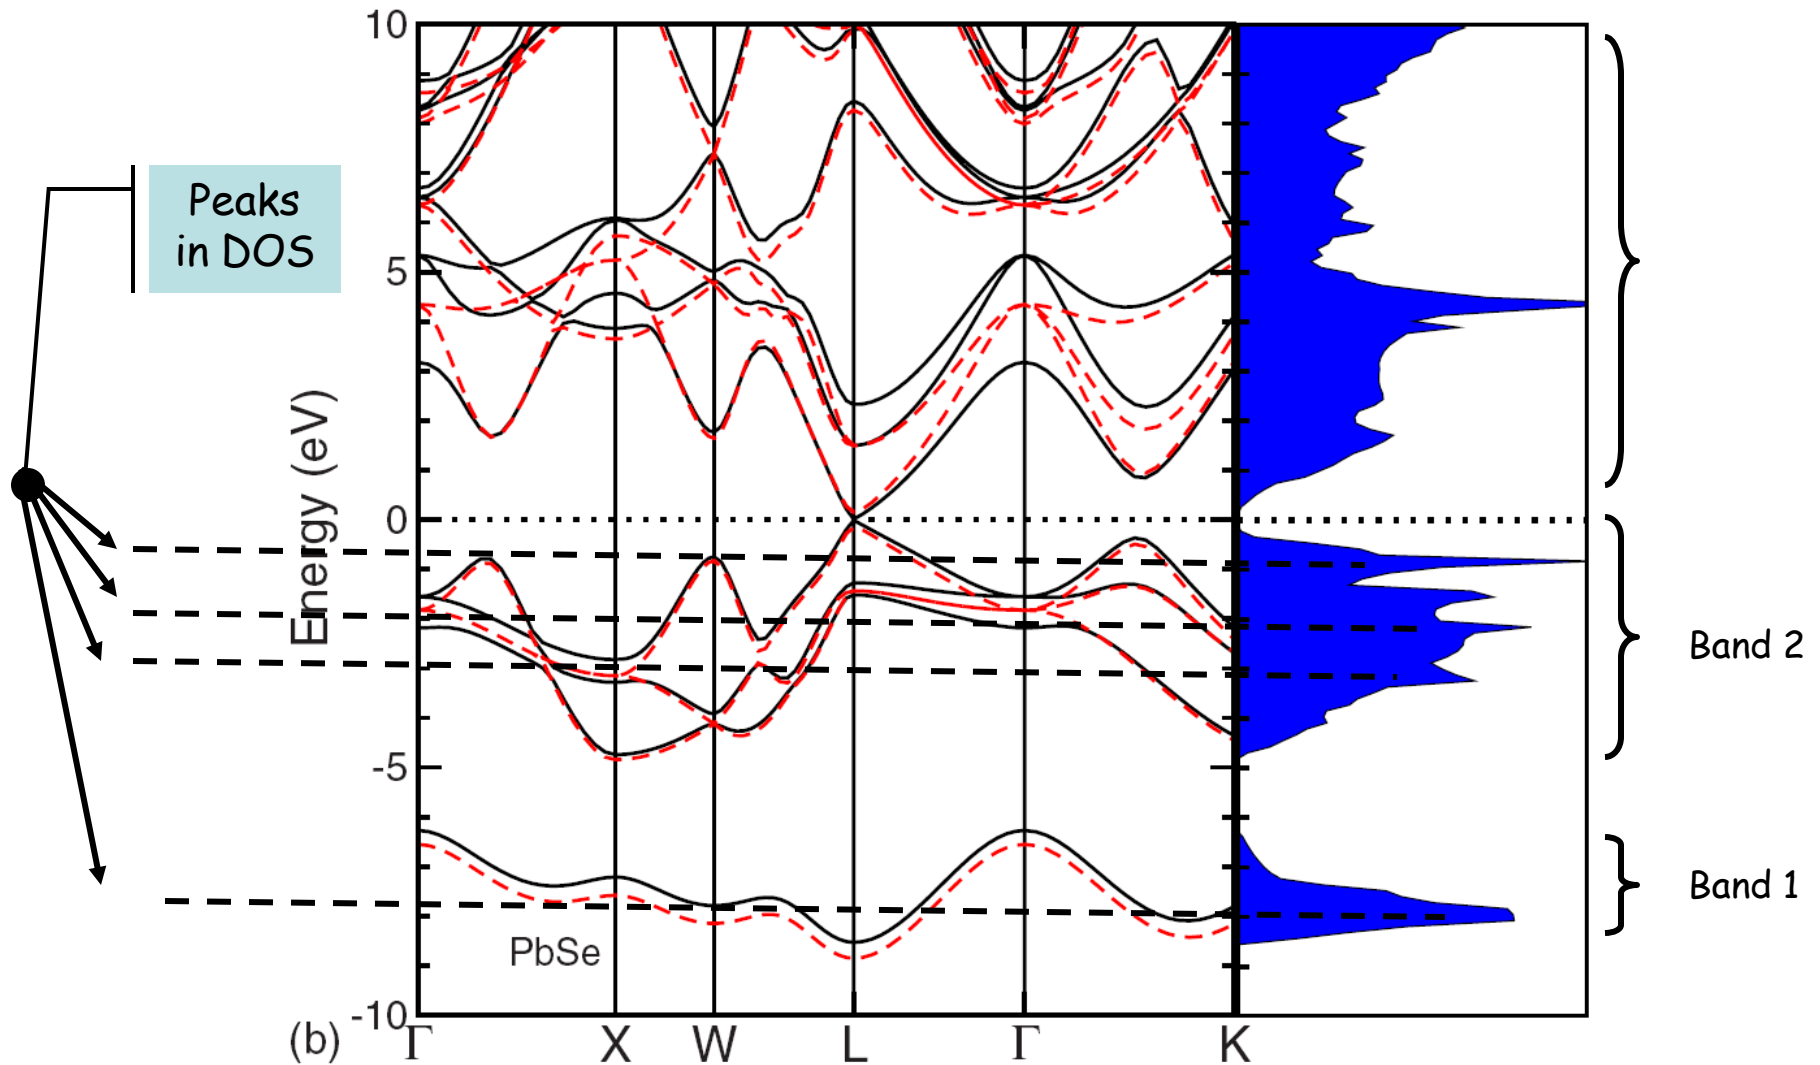 10
Peaks
in DOS
5
Energy (eV)
0
Band 2
-5
Band 1
PbSe
-10
(b)
Γ X W L Γ K